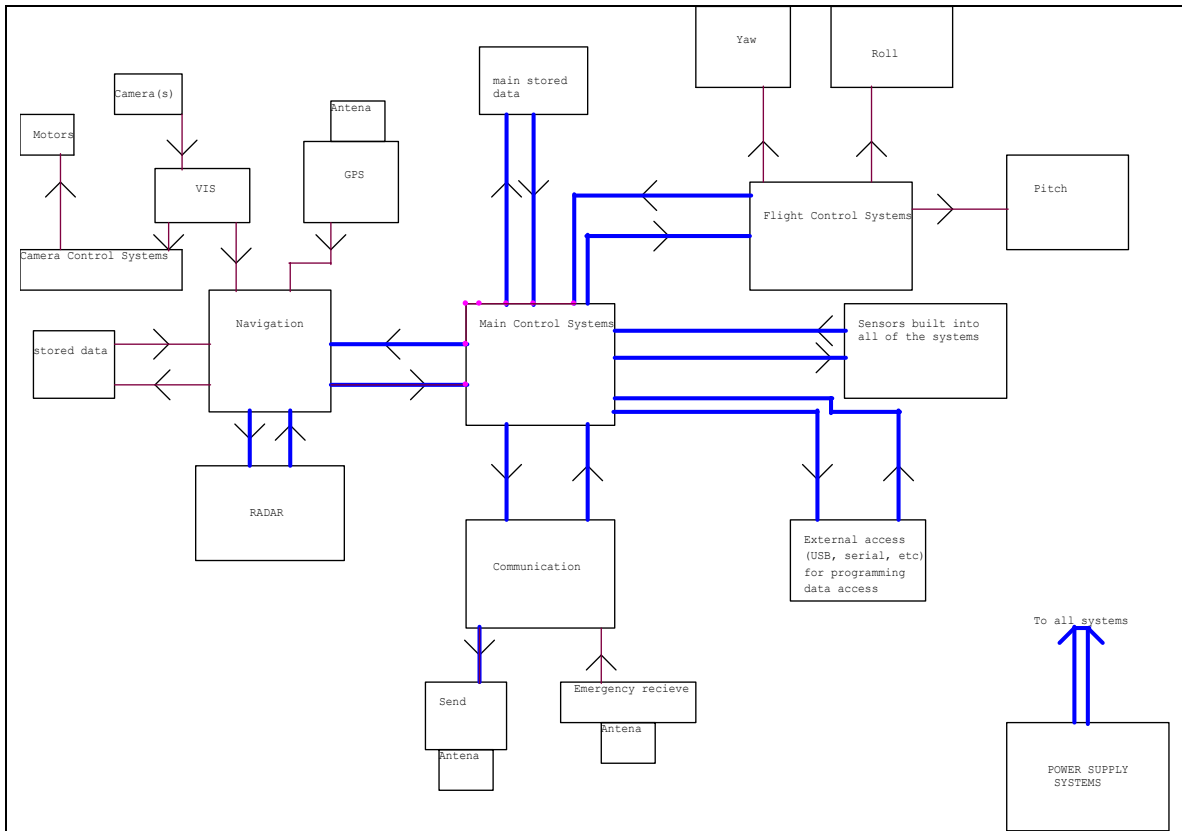 Yaw
Roll
main stored
data
Camera(s)
Antena
Motors
GPS
VIS
Pitch
Flight Control Systems
Camera Control Systems
Navigation
Main Control Systems
Sensors built into
all of the systems
stored data
RADAR
External access
(USB, serial, etc)
for programming
data access
Communication
To all systems
Send
Emergency recieve
Antena
Antena
POWER SUPPLY
SYSTEMS